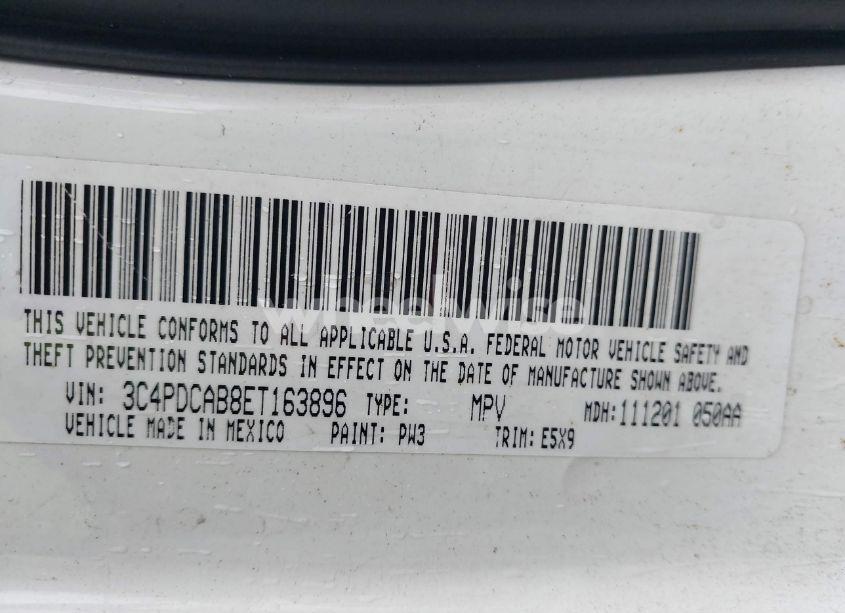 wheelwise
THIS VEHICLE CONFORMS TO ALL APPLICABLE U.S.A. FEDERAL MOTOR VEHICLE SAFETY AND
THEFT PREVENTION STANDARDS IN EFFECT ON THE DATE OF MANUFACTURE SHOWN ABOVE.
VIN: 3C4PDCAB8ET163896 TYPE: MPV MDH:111201 050AA
VEHICLE MADE IN MEXICO PAINT: PW3 TRIM: E5X9